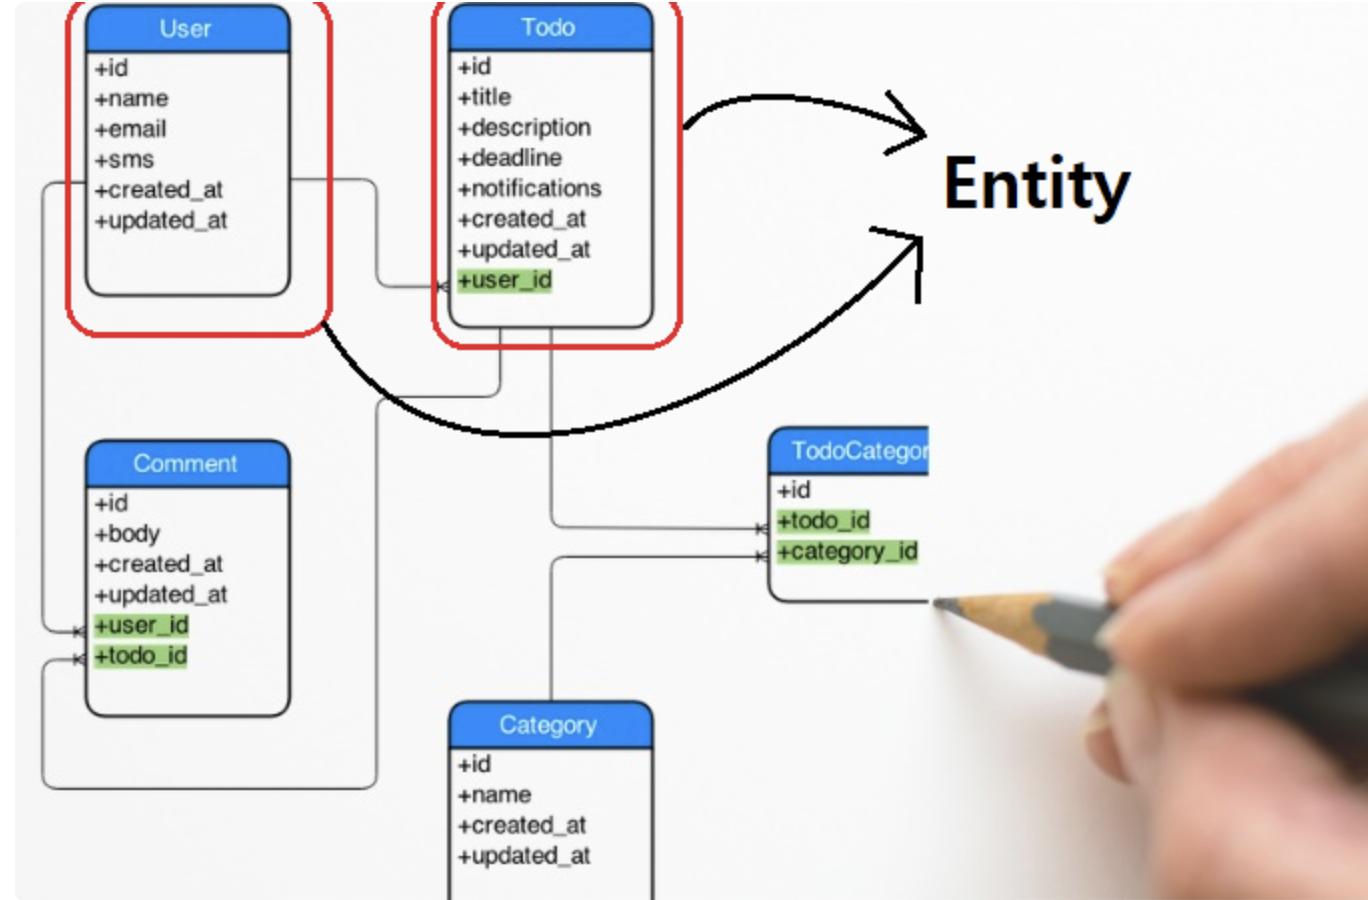 User
+id
+name
+email
+sms
+created_at
+updated_at
Todo
+id
+title
+description
+deadline
+notifications
+created_at
+updated_at
+user_id
Entity
Comment
+id
+body
+created_at
+updated_at
+user_id
+todo_id
TodoCategor
+id
+todo_id
+category_id
Category
+id
+name
+created_at
+updated_at